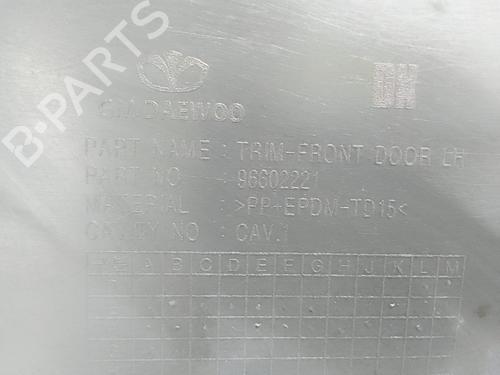 B-PARTS
GM DAEWOO
DH
PART NAME : TRIM-FRONT DOOR LH
PART NO : 96602221
MATERIAL : >PP+EPDM-TD15<
CAVITY NO : CAV.1
A B C D E F G H J K L M